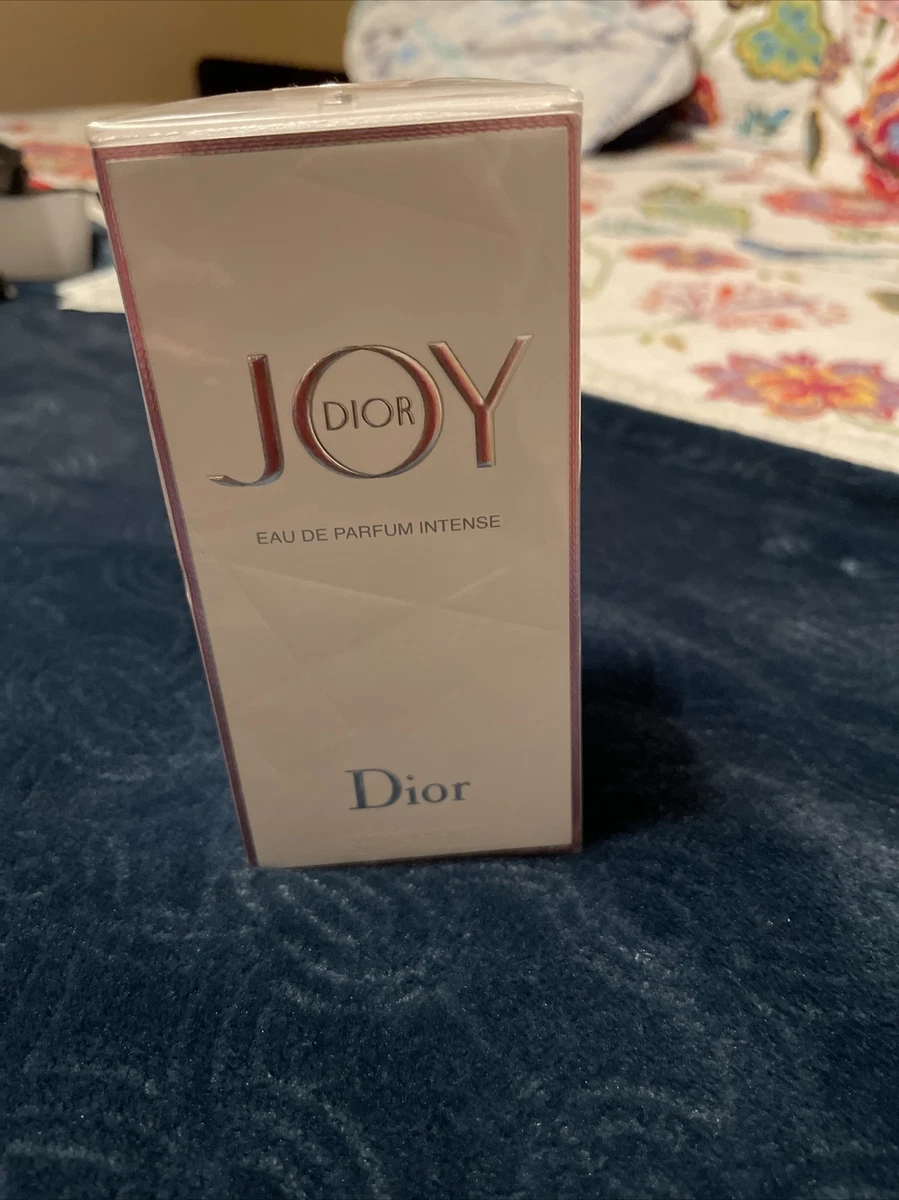 JOY
DIOR
EAU DE PARFUM INTENSE
Dior